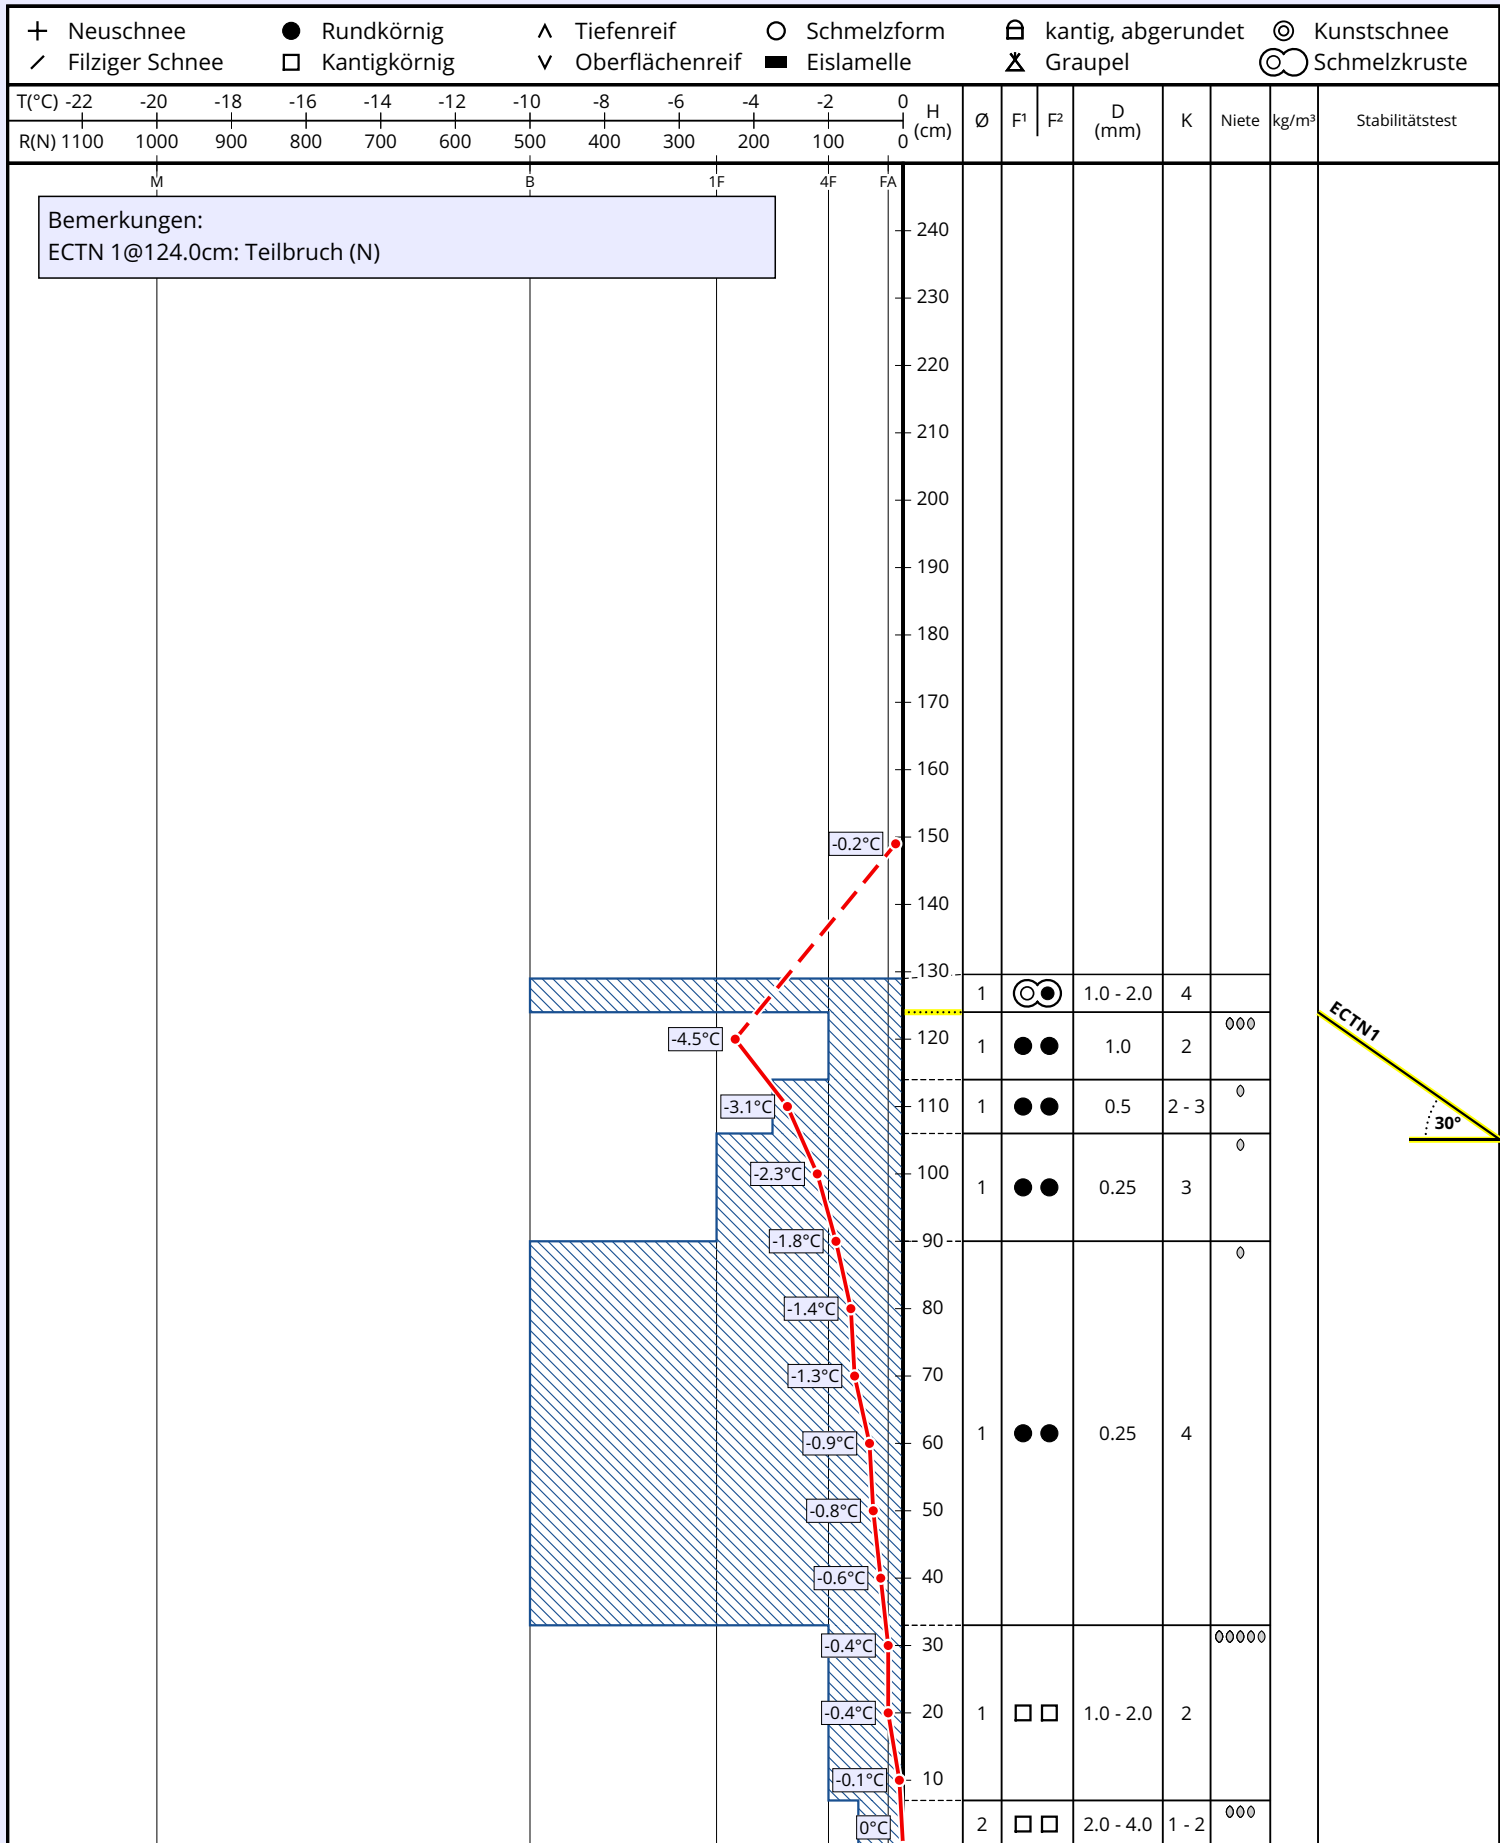 Neuschnee Rundkörnig Tiefenreif Schmelzform kantig, abgerundet Kunstschnee
Filziger Schnee Kantigkörnig Oberflächenreif Eislamelle Graupel Schmelzkruste
T(°C) -22 -20 -18 -16 -14 -12 -10 -8 -6 -4 -2 0
R(N) 1100 1000 900 800 700 600 500 400 300 200 100 0
H (cm) Ø F¹ F² D (mm) K Niete kg/m³ Stabilitätstest
M B 1F 4F FA
Bemerkungen:
ECTN 1@124.0cm: Teilbruch (N)
240
230
220
210
200
190
180
170
160
150
-0.2°C
140
130
1 1.0 - 2.0 4
ECTN1
-4.5°C 120
1 1.0 2
-3.1°C 110 1 0.5 2 - 3
30°
-2.3°C 100
1 0.25 3
-1.8°C 90
-1.4°C 80
-1.3°C 70
1 0.25 4
-0.9°C 60
-0.8°C 50
-0.6°C 40
-0.4°C 30
-0.4°C 20 1 1.0 - 2.0 2
-0.1°C 10
0°C 2 2.0 - 4.0 1 - 2